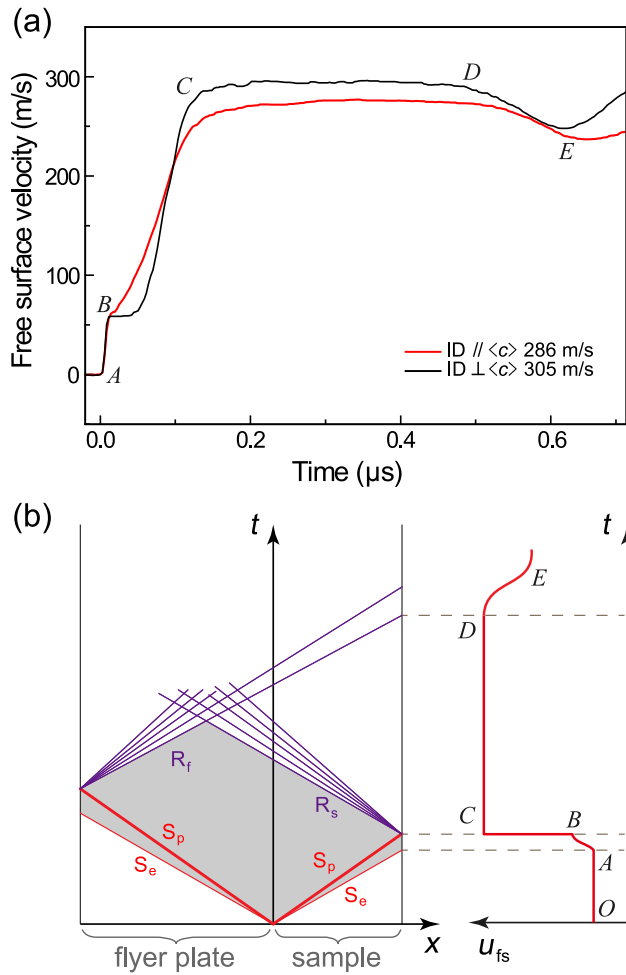 (a)
Free surface velocity (m/s)
300
200
100
0
A
B
C
D
E
ID // <c> 286 m/s
ID ⊥ <c> 305 m/s
0.0
0.2
0.4
0.6
Time (μs)
(b)
t
t
E
D
R_f
R_s
C
B
S_p
S_p
A
S_e
S_e
O
x
u_fs
flyer plate
sample